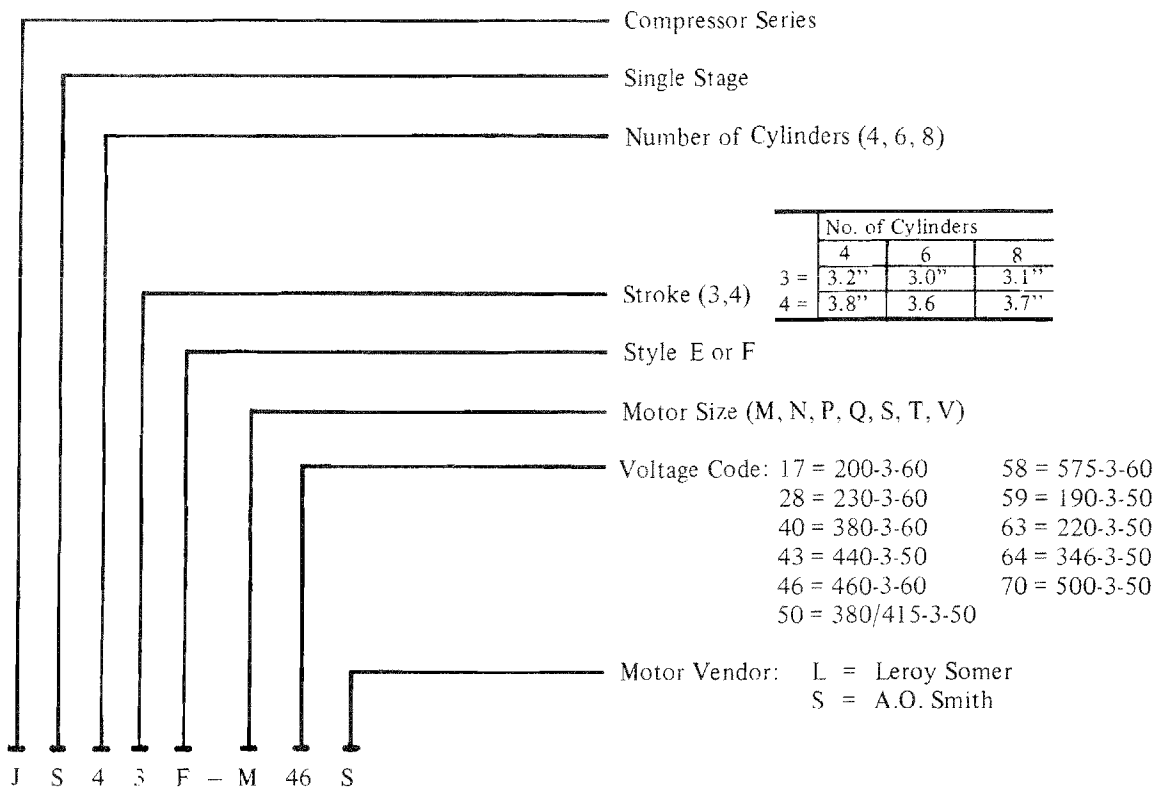 Compressor Series
Single Stage
Number of Cylinders (4, 6, 8)
No. of Cylinders
4 6 8
3 = 3.2" 3.0" 3.1"
Stroke (3,4)
4 = 3.8" 3.6 3.7"
Style E or F
Motor Size (M, N, P, Q, S, T, V)
Voltage Code: 17 = 200-3-60 58 = 575-3-60
28 = 230-3-60 59 = 190-3-50
40 = 380-3-60 63 = 220-3-50
43 = 440-3-50 64 = 346-3-50
46 = 460-3-60 70 = 500-3-50
50 = 380/415-3-50
Motor Vendor: L = Leroy Somer
S = A.O. Smith
J S 4 3 F – M 46 S